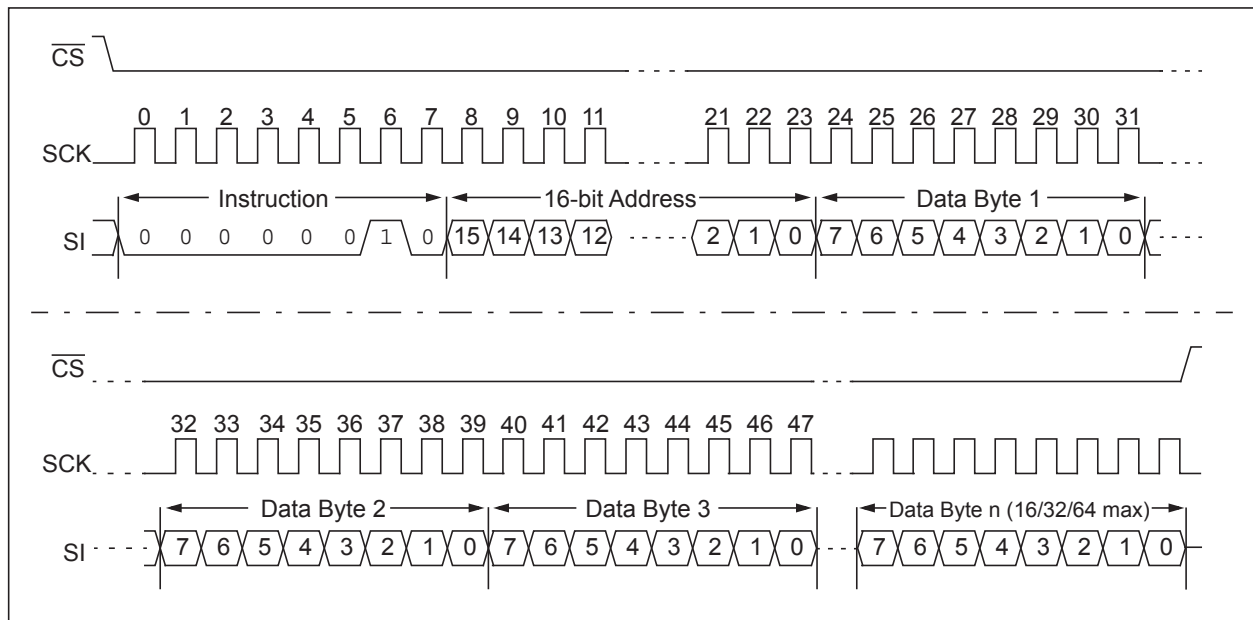 CS
0 1 2 3 4 5 6 7 8 9 10 11 21 22 23 24 25 26 27 28 29 30 31
SCK
Instruction 16-bit Address Data Byte 1
SI 0 0 0 0 0 0 1 0 15 14 13 12 2 1 0 7 6 5 4 3 2 1 0
CS
32 33 34 35 36 37 38 39 40 41 42 43 44 45 46 47
SCK
Data Byte 2 Data Byte 3 Data Byte n (16/32/64 max)
SI 7 6 5 4 3 2 1 0 7 6 5 4 3 2 1 0 7 6 5 4 3 2 1 0